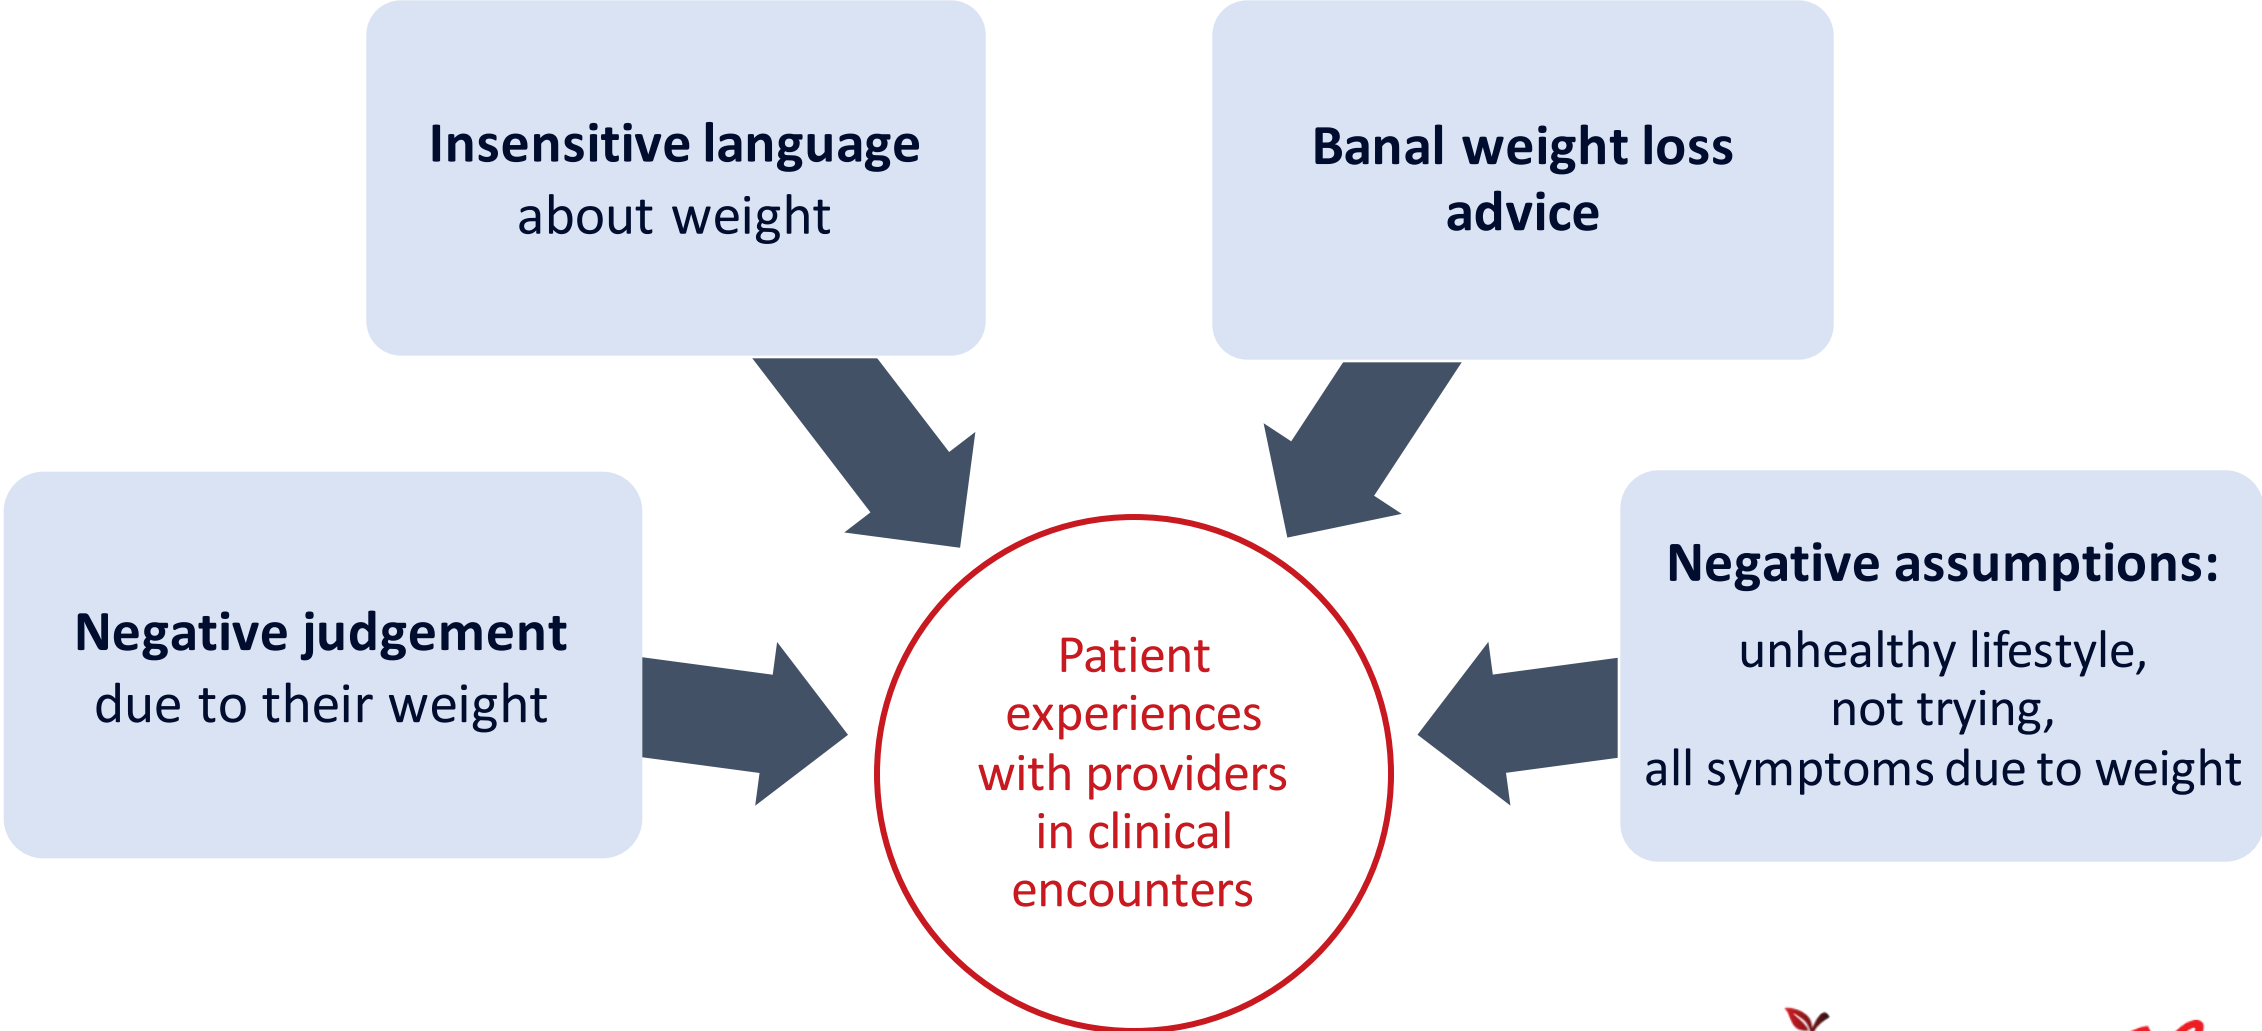 Insensitive language
about weight
Banal weight loss
advice
Negative judgement
due to their weight
Negative assumptions:
unhealthy lifestyle,
not trying,
all symptoms due to weight
Patient
experiences
with providers
in clinical
encounters